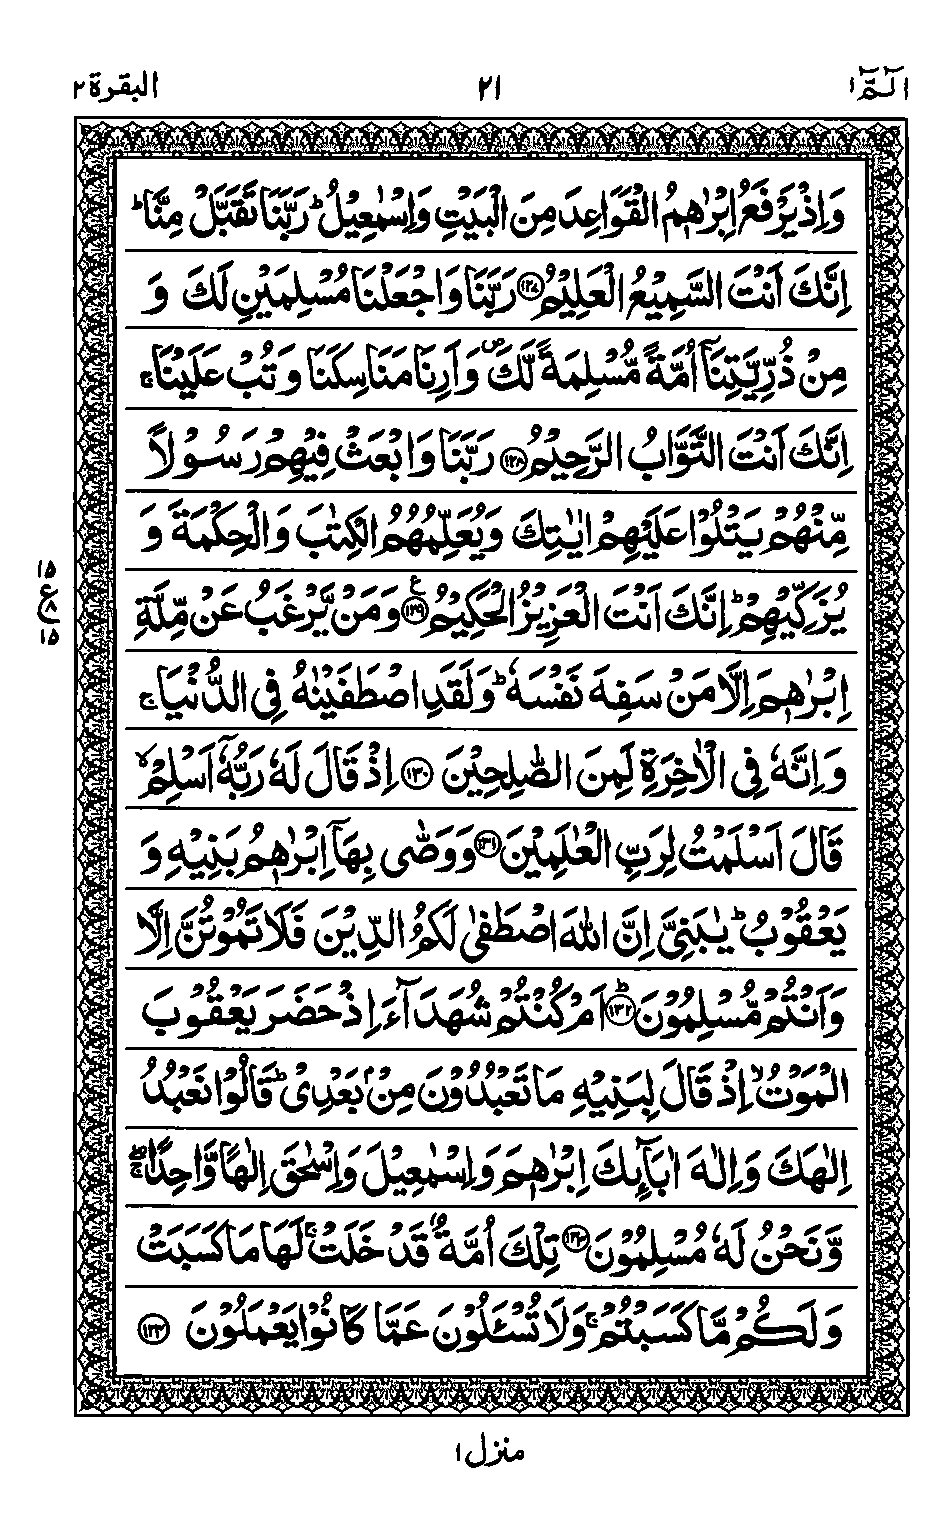 الٓـمّٓ ١ ٢١ البقرة ٢
وَاِذْ يَرْفَعُ اِبْرٰهٖمُ الْقَوَاعِدَ مِنَ الْبَيْتِ وَاِسْمٰعِيْلُ ؕ رَبَّنَا تَقَبَّلْ مِنَّا ؕ
اِنَّكَ اَنْتَ السَّمِيْعُ الْعَلِيْمُ ﴿١٢٧﴾ رَبَّنَا وَاجْعَلْنَا مُسْلِمَيْنِ لَكَ وَ
مِنْ ذُرِّيَّتِنَاۤ اُمَّةً مُّسْلِمَةً لَّكَ ۪ وَاَرِنَا مَنَاسِكَنَا وَتُبْ عَلَيْنَا ۚ
اِنَّكَ اَنْتَ التَّوَّابُ الرَّحِيْمُ ﴿١٢٨﴾ رَبَّنَا وَابْعَثْ فِيْهِمْ رَسُوْلًا
مِّنْهُمْ يَتْلُوْا عَلَيْهِمْ اٰيٰتِكَ وَيُعَلِّمُهُمُ الْكِتٰبَ وَالْحِكْمَةَ وَ
يُزَكِّيْهِمْ ؕ اِنَّكَ اَنْتَ الْعَزِيْزُ الْحَكِيْمُ ﴿١٢٩﴾ ع وَمَنْ يَّرْغَبُ عَنْ مِّلَّةِ
١٥
ع ٨
١٥
اِبْرٰهٖمَ اِلَّا مَنْ سَفِهَ نَفْسَهٗ ؕ وَلَقَدِ اصْطَفَيْنٰهُ فِي الدُّنْيَا ۚ
وَاِنَّهٗ فِي الْاٰخِرَةِ لَمِنَ الصّٰلِحِيْنَ ﴿١٣٠﴾ اِذْ قَالَ لَهٗ رَبُّهٗۤ اَسْلِمْ ۙ
قَالَ اَسْلَمْتُ لِرَبِّ الْعٰلَمِيْنَ ﴿١٣١﴾ وَوَصّٰى بِهَاۤ اِبْرٰهٖمُ بَنِيْهِ وَ
يَعْقُوْبُ ؕ يٰبَنِيَّ اِنَّ اللّٰهَ اصْطَفٰى لَكُمُ الدِّيْنَ فَلَا تَمُوْتُنَّ اِلَّا
وَاَنْتُمْ مُّسْلِمُوْنَ ﴿١٣٢﴾ ؕ اَمْ كُنْتُمْ شُهَدَآءَ اِذْ حَضَرَ يَعْقُوْبَ
الْمَوْتُ ۙ اِذْ قَالَ لِبَنِيْهِ مَا تَعْبُدُوْنَ مِنْۢ بَعْدِيْ ؕ قَالُوْا نَعْبُدُ
اِلٰهَكَ وَاِلٰهَ اٰبَآئِكَ اِبْرٰهٖمَ وَاِسْمٰعِيْلَ وَاِسْحٰقَ اِلٰهًا وَّاحِدًا ۖۚ
وَّنَحْنُ لَهٗ مُسْلِمُوْنَ ﴿١٣٣﴾ تِلْكَ اُمَّةٌ قَدْ خَلَتْ ۚ لَهَا مَا كَسَبَتْ
وَلَكُمْ مَّا كَسَبْتُمْ ۚ وَلَا تُسْـَٔلُوْنَ عَمَّا كَانُوْا يَعْمَلُوْنَ ﴿١٣٤﴾
منزل ١